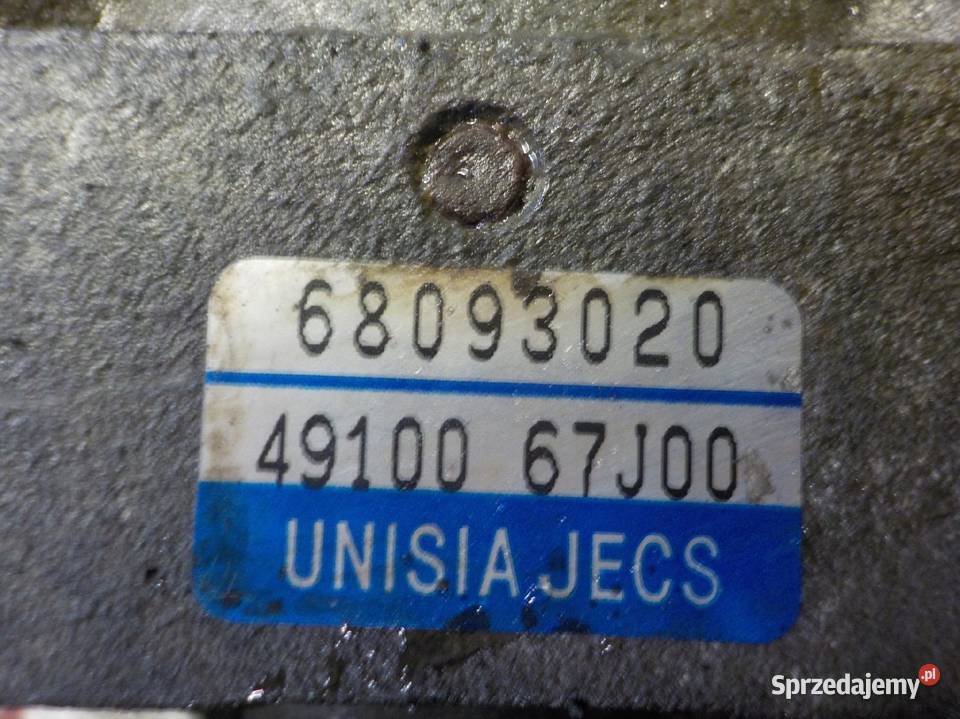 68093020
49100 67J00
UNISIA JECS
Sprzedajemy.pl